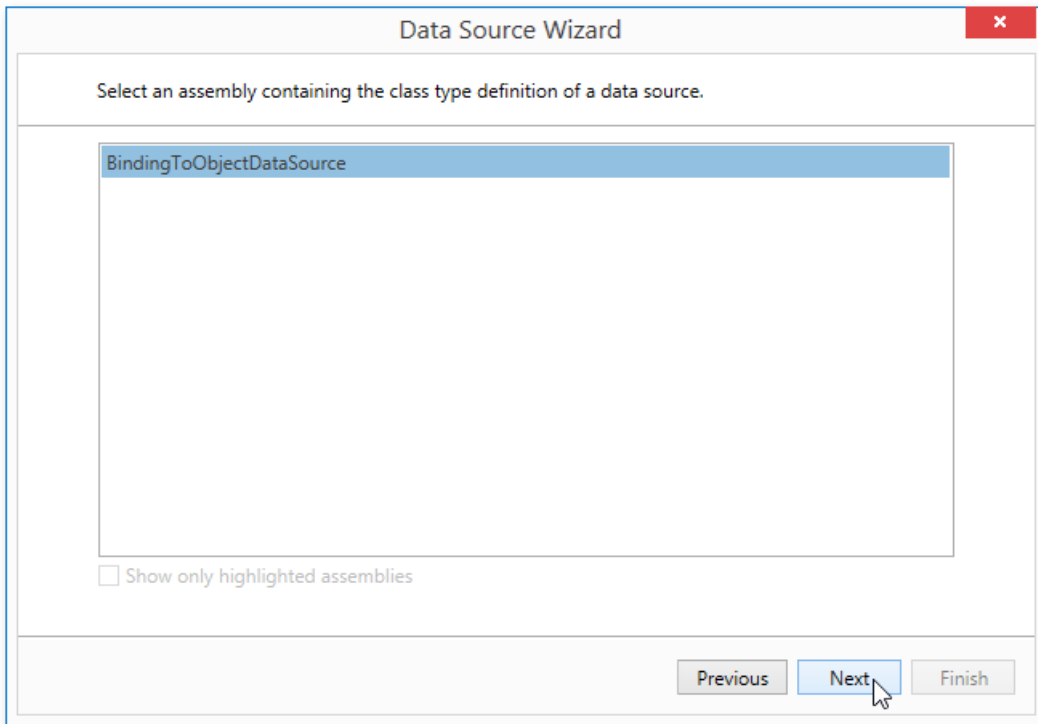 Data Source Wizard
Select an assembly containing the class type definition of a data source.
BindingToObjectDataSource
Show only highlighted assemblies
Previous Next Finish